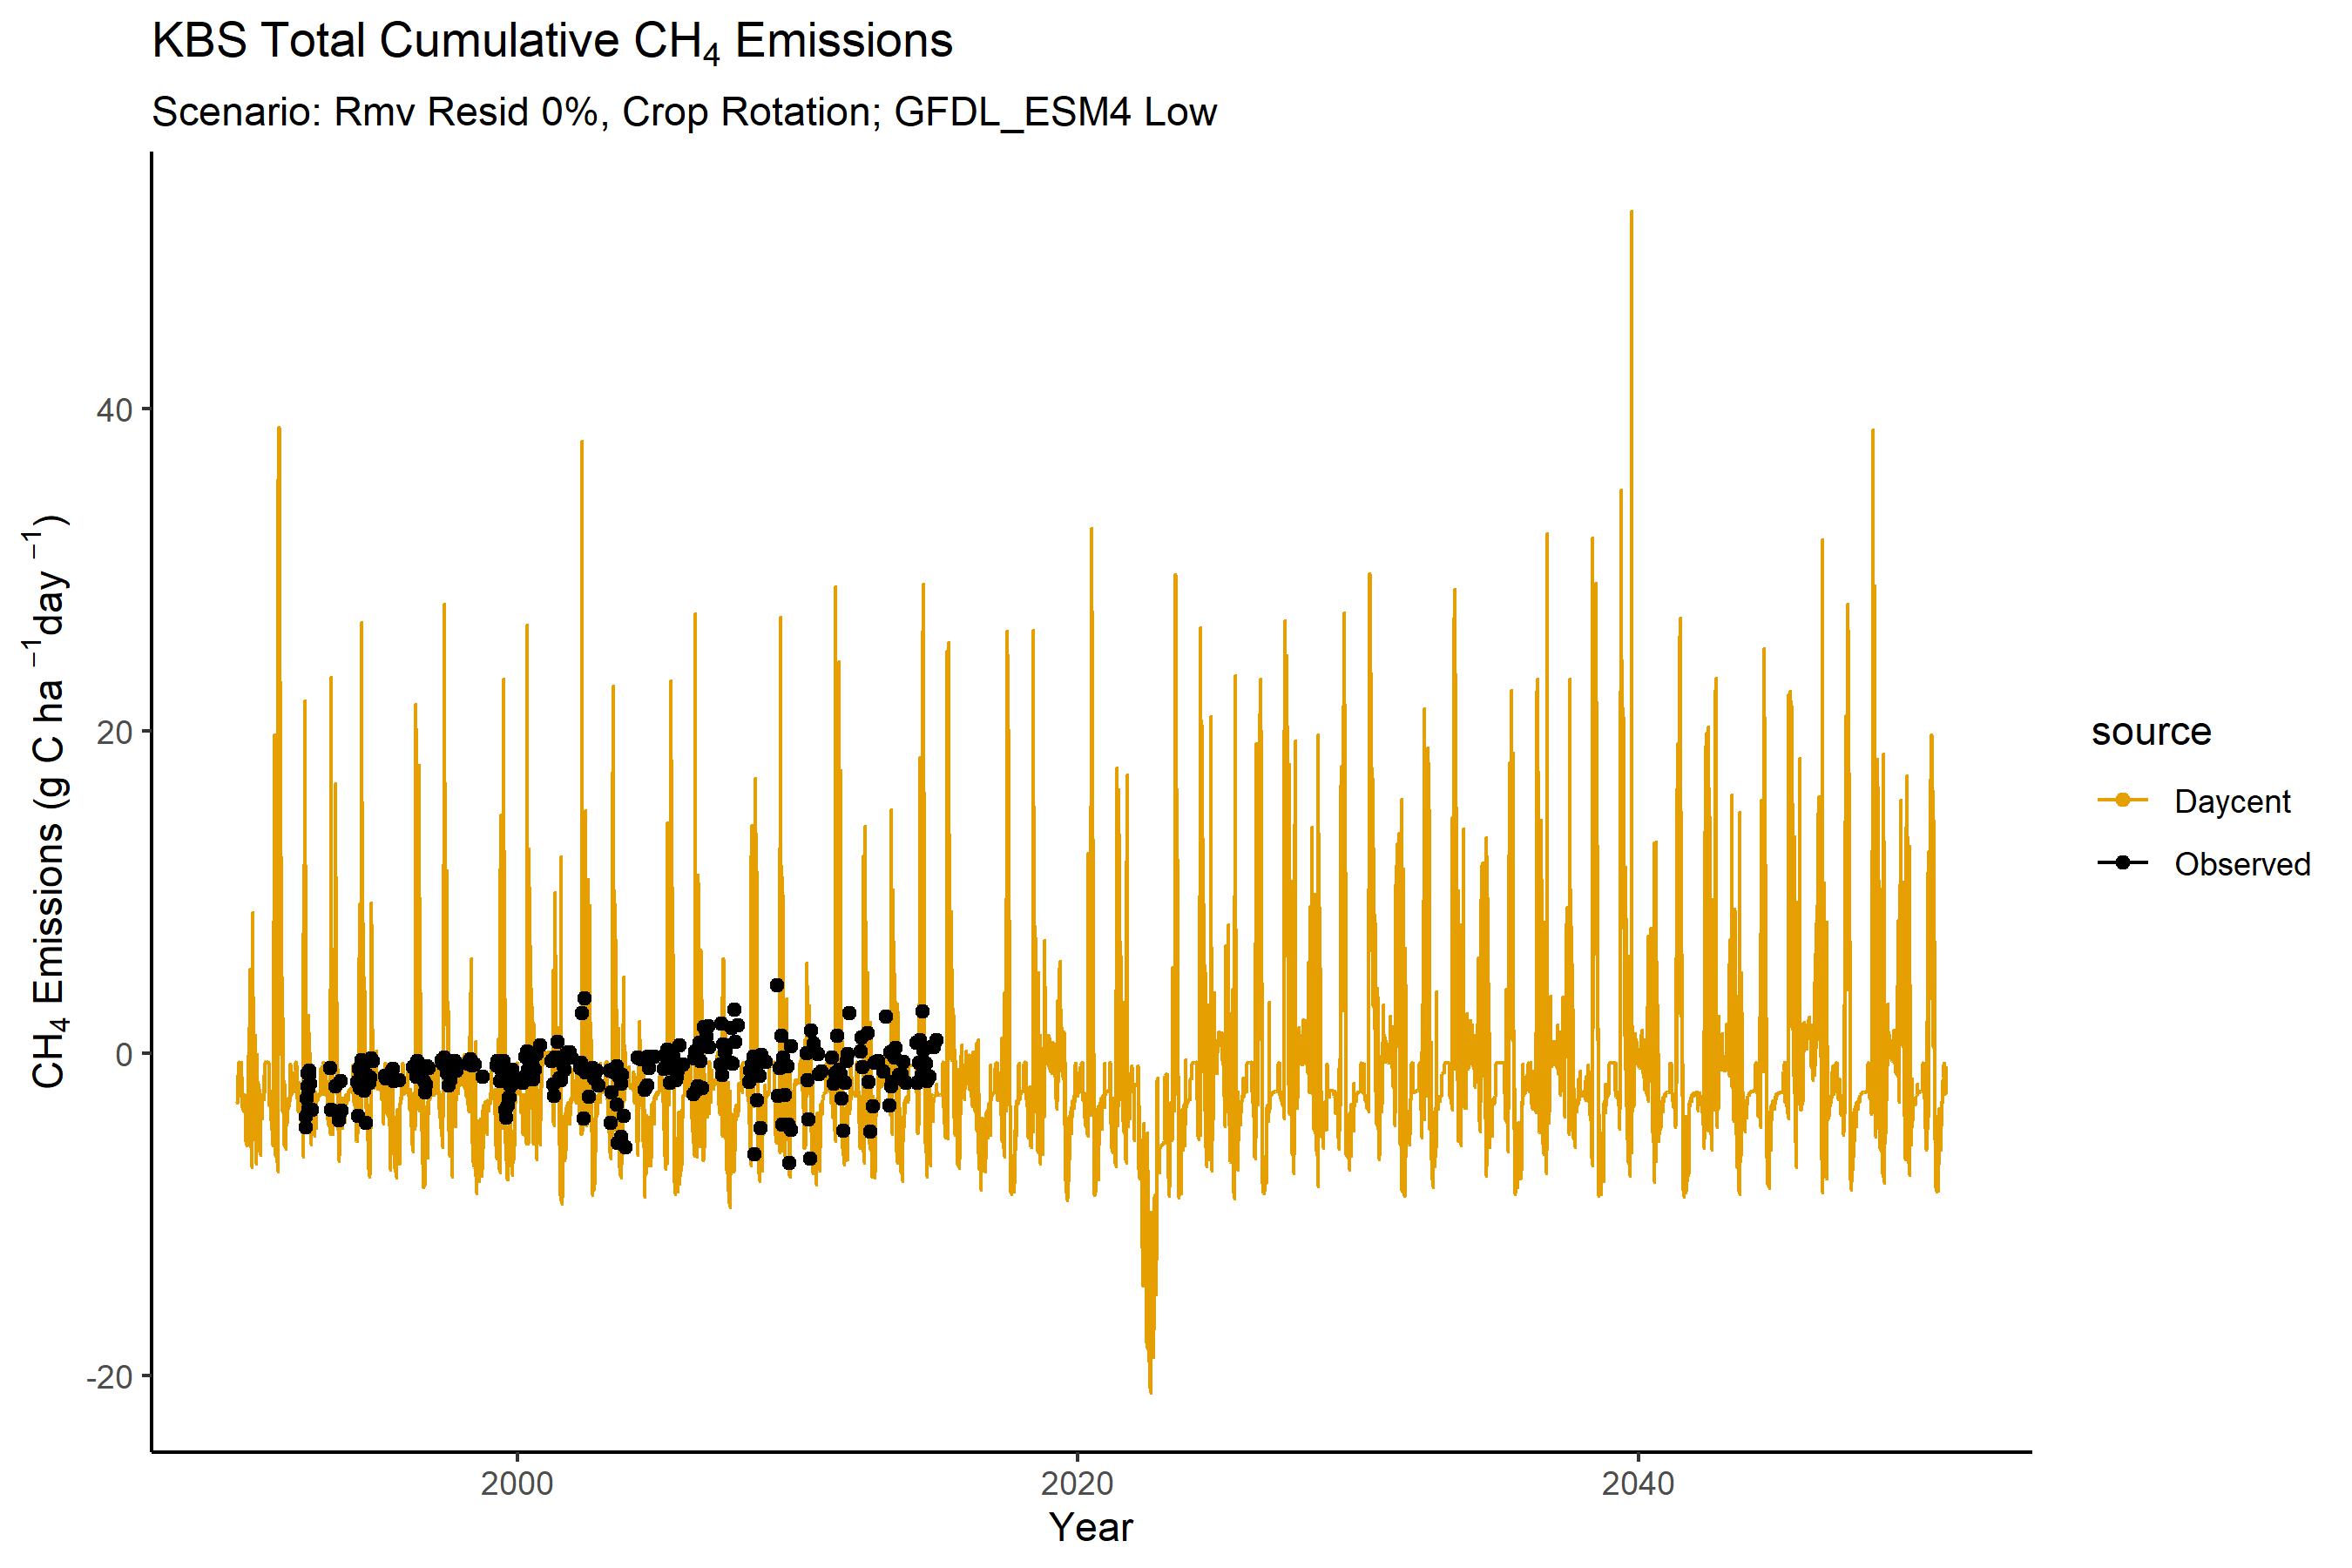 KBS Total Cumulative CH₄ Emissions
Scenario: Rmv Resid 0%, Crop Rotation; GFDL_ESM4 Low
CH₄ Emissions (g C ha ⁻¹day ⁻¹)
40
20
0
-20
2000 2020 2040
Year
source
Daycent
Observed